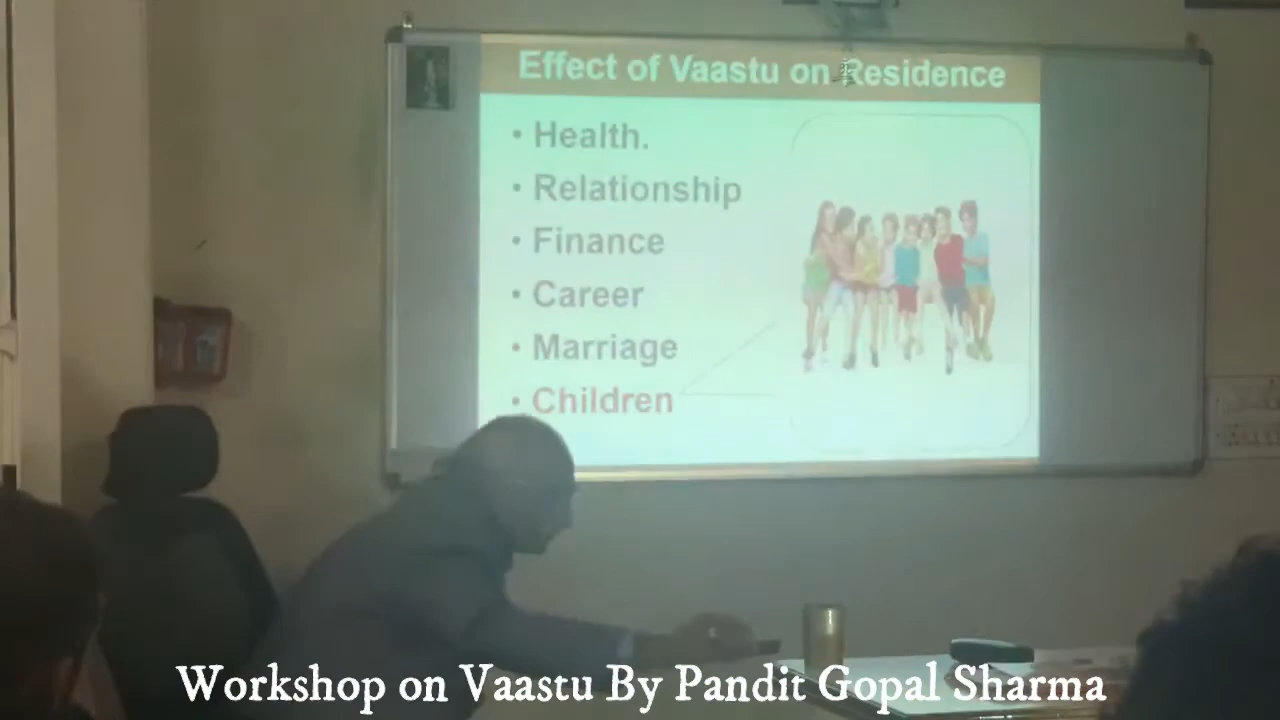 Effect of Vaastu on Residence
• Health.
• Relationship
• Finance
• Career
• Marriage
• Children
Workshop on Vaastu By Pandit Gopal Sharma